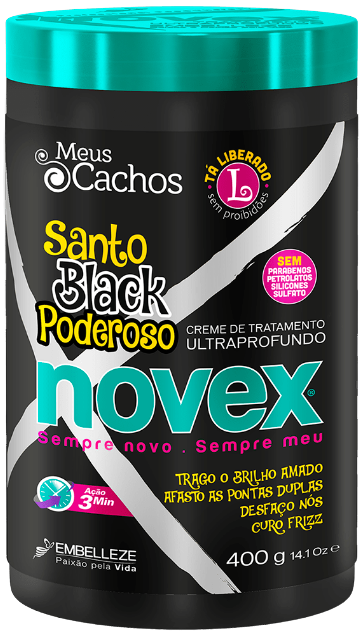 Meus
Cachos
TÁ LIBERADO
L
sem proibidões
Santo
Black
Poderoso
SEM
PARABENOS
PETROLATOS
SILICONES
SULFATO
CREME DE TRATAMENTO
ULTRAPROFUNDO
novex®
Sempre novo . Sempre meu
Ação
3 Min
TRAGO O BRILHO AMADO
AFASTO AS PONTAS DUPLAS
DESFAÇO NÓS
CURO FRIZZ
EMBELLEZE
Paixão pela Vida
400 g 14.1 Oz e